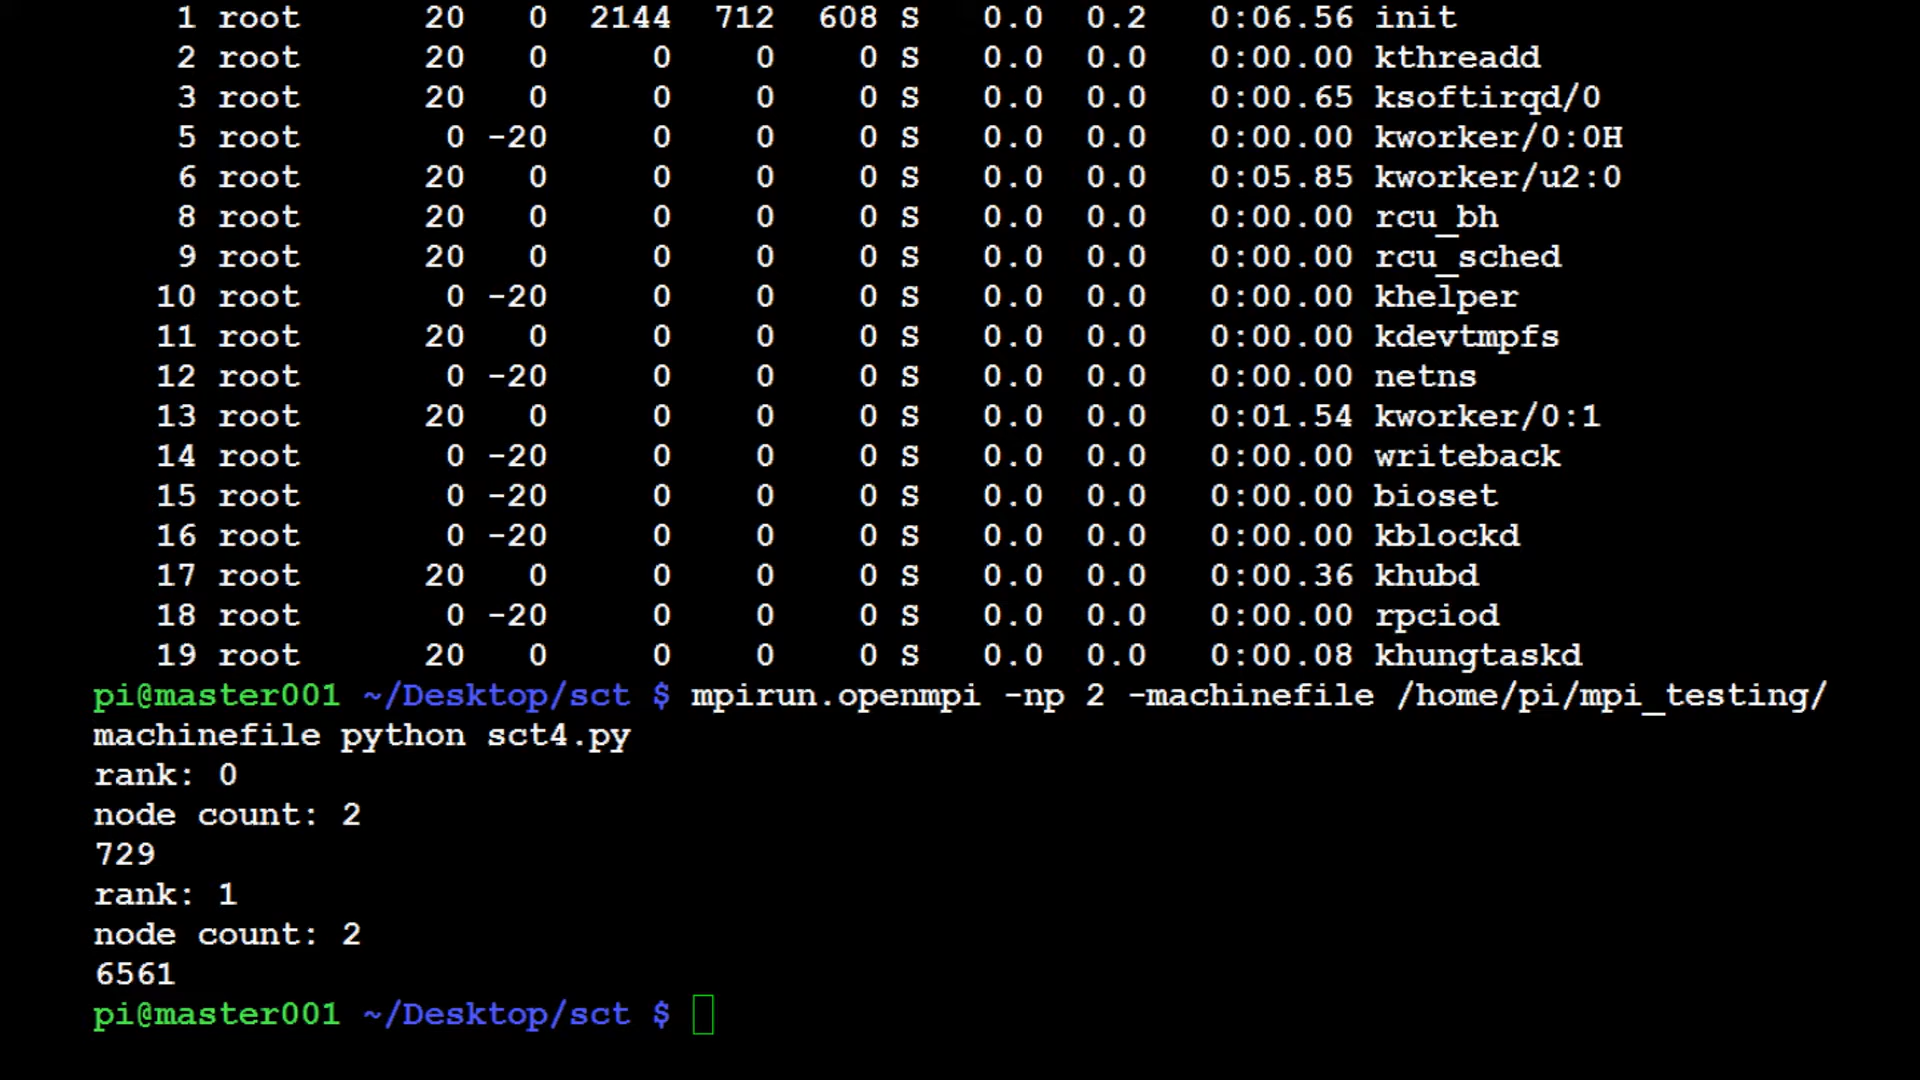 1 root 20 0 2144 712 608 S 0.0 0.2 0:06.56 init
2 root 20 0 0 0 0 S 0.0 0.0 0:00.00 kthreadd
3 root 20 0 0 0 0 S 0.0 0.0 0:00.65 ksoftirqd/0
5 root 0 -20 0 0 0 S 0.0 0.0 0:00.00 kworker/0:0H
6 root 20 0 0 0 0 S 0.0 0.0 0:05.85 kworker/u2:0
8 root 20 0 0 0 0 S 0.0 0.0 0:00.00 rcu_bh
9 root 20 0 0 0 0 S 0.0 0.0 0:00.00 rcu_sched
10 root 0 -20 0 0 0 S 0.0 0.0 0:00.00 khelper
11 root 20 0 0 0 0 S 0.0 0.0 0:00.00 kdevtmpfs
12 root 0 -20 0 0 0 S 0.0 0.0 0:00.00 netns
13 root 20 0 0 0 0 S 0.0 0.0 0:01.54 kworker/0:1
14 root 0 -20 0 0 0 S 0.0 0.0 0:00.00 writeback
15 root 0 -20 0 0 0 S 0.0 0.0 0:00.00 bioset
16 root 0 -20 0 0 0 S 0.0 0.0 0:00.00 kblockd
17 root 20 0 0 0 0 S 0.0 0.0 0:00.36 khubd
18 root 0 -20 0 0 0 S 0.0 0.0 0:00.00 rpciod
19 root 20 0 0 0 0 S 0.0 0.0 0:00.08 khungtaskd
pi@master001 ~/Desktop/sct $ mpirun.openmpi -np 2 -machinefile /home/pi/mpi_testing/
machinefile python sct4.py
rank: 0
node count: 2
729
rank: 1
node count: 2
6561
pi@master001 ~/Desktop/sct $